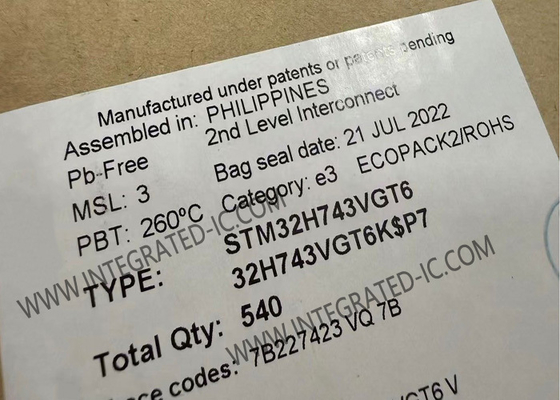 Manufactured under patents or patents pending
Assembled in: PHILIPPINES
Pb-Free 2nd Level Interconnect
MSL: 3 Bag seal date: 21 JUL 2022
PBT: 260ºC Category: e3 ECOPACK2/ROHS
TYPE: STM32H743VGT6
32H743VGT6K$P7
Total Qty: 540
codes: 7B227423 VQ 7B
WWW.INTEGRATED-IC.COM
WWW.INTEGRATED-IC.COM